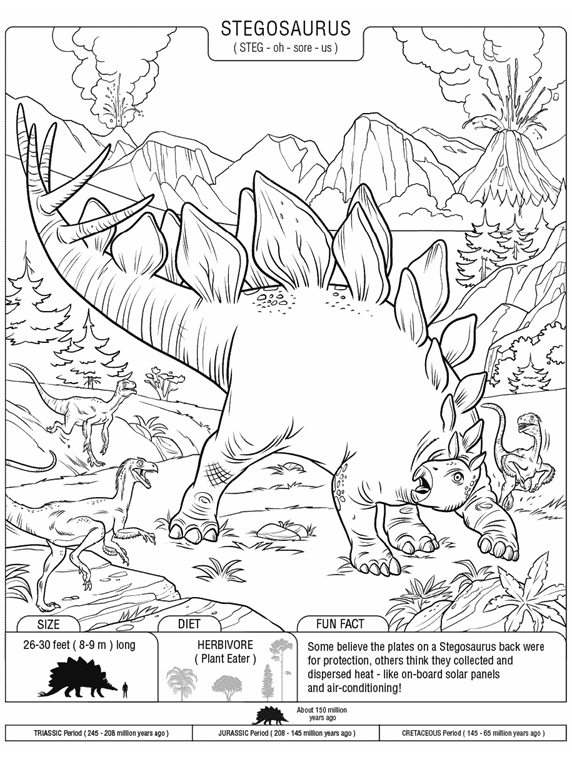 STEGOSAURUS
( STEG - oh - sore - us )
SIZE
26-30 feet ( 8-9 m ) long
DIET
HERBIVORE
( Plant Eater )
FUN FACT
Some believe the plates on a Stegosaurus back were
for protection, others think they collected and
dispersed heat - like on-board solar panels
and air-conditioning!
About 150 million
years ago
TRIASSIC Period ( 245 - 208 million years ago )
JURASSIC Period ( 208 - 145 million years ago )
CRETACEOUS Period ( 145 - 65 million years ago )